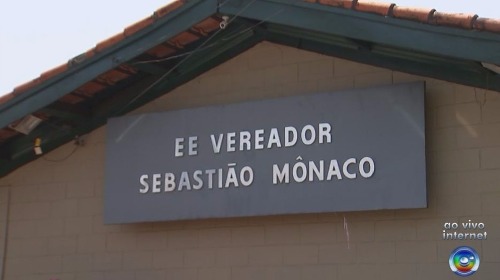 EE VEREADOR
SEBASTIÃO MÔNACO
ao vivo
internet